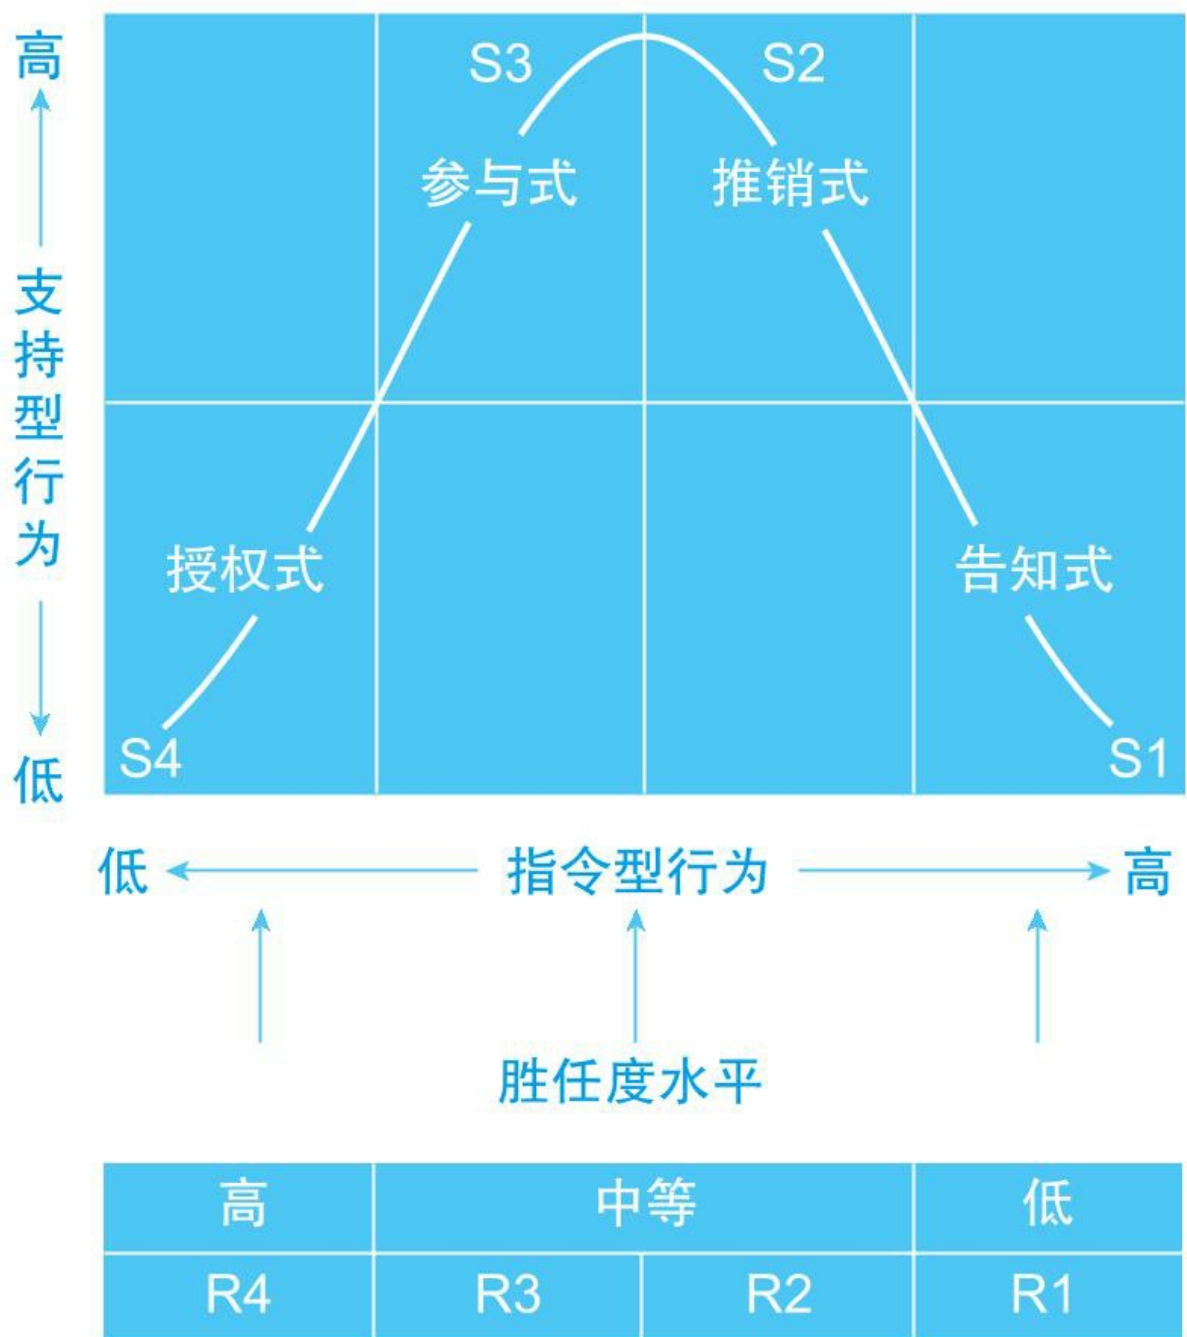 高
S3
S2
参与式
推销式
支持型行为
授权式
告知式
低
S4
S1
低
指令型行为
高
胜任度水平
高
中等
低
R4
R3
R2
R1